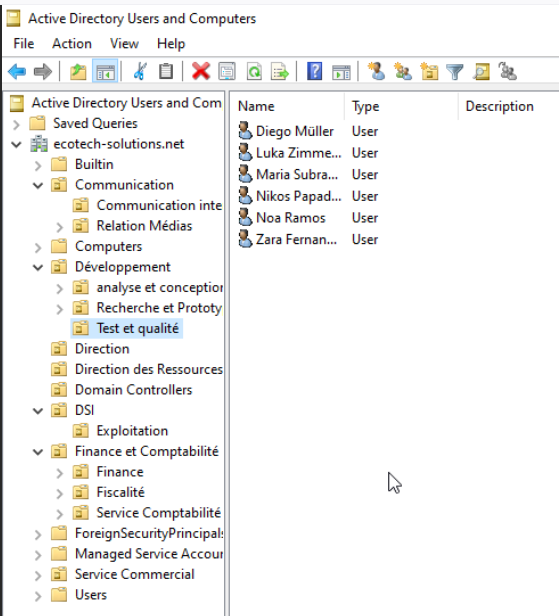 Active Directory Users and Computers
File Action View Help
Active Directory Users and Com
Saved Queries
ecotech-solutions.net
Builtin
Communication
Communication inte
Relation Médias
Computers
Développement
analyse et conception
Recherche et Prototy
Test et qualité
Direction
Direction des Ressources
Domain Controllers
DSI
Exploitation
Finance et Comptabilité
Finance
Fiscalité
Service Comptabilité
ForeignSecurityPrincipals
Managed Service Accour
Service Commercial
Users
Name Type Description
Diego Müller User
Luka Zimme... User
Maria Subra... User
Nikos Papad... User
Noa Ramos User
Zara Fernan... User